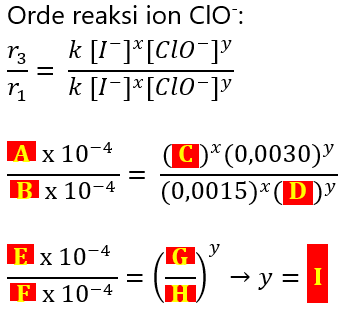 Orde reaksi ion ClO⁻:
r₃/r₁ = k [I⁻]ˣ[ClO⁻]ʸ / k [I⁻]ˣ[ClO⁻]ʸ
A x 10⁻⁴ / B x 10⁻⁴ = (C)ˣ(0,0030)ʸ / (0,0015)ˣ(D)ʸ
E x 10⁻⁴ / F x 10⁻⁴ = (G/H)ʸ → y = I